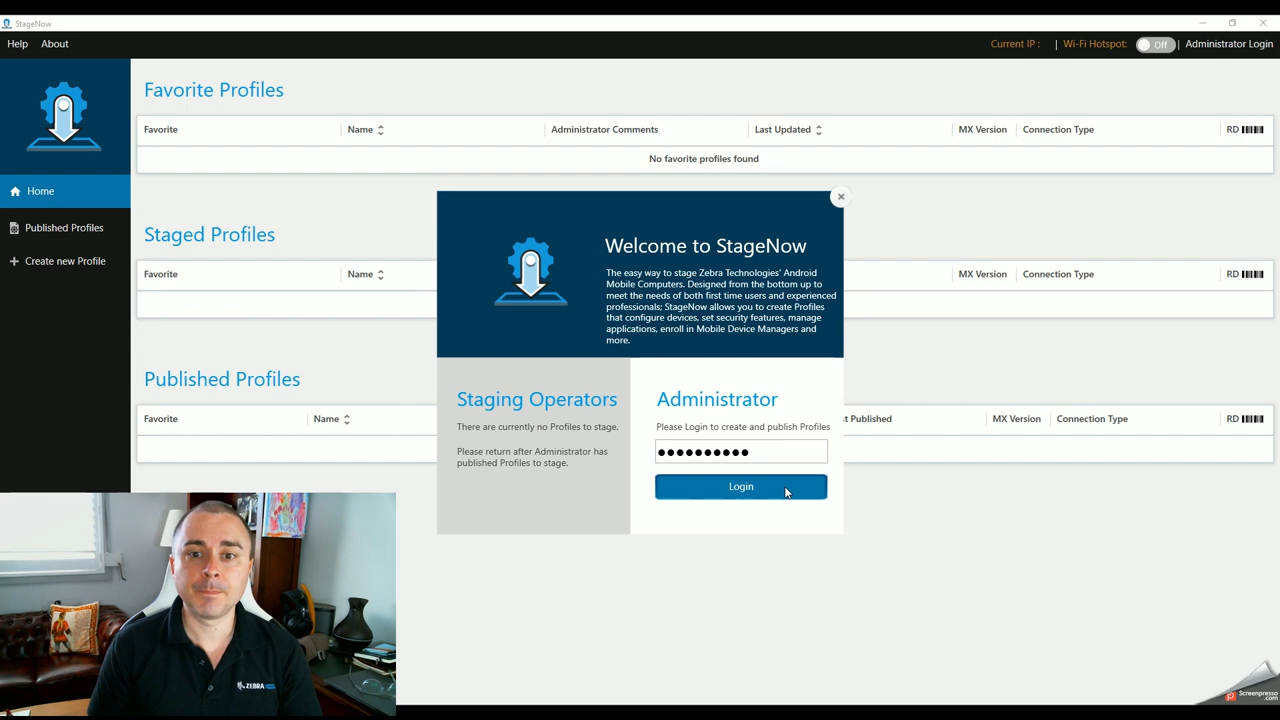 StageNow
Help About
Current IP : | Wi-Fi Hotspot: Off | Administrator Login
Home
Published Profiles
Create new Profile
Favorite Profiles
Favorite Name Administrator Comments Last Updated MX Version Connection Type RD
No favorite profiles found
Staged Profiles
Favorite Name MX Version Connection Type RD
Published Profiles
Favorite Name st Published MX Version Connection Type RD
Welcome to StageNow
The easy way to stage Zebra Technologies' Android
Mobile Computers. Designed from the bottom up to
meet the needs of both first time users and experienced
professionals; StageNow allows you to create Profiles
that configure devices, set security features, manage
applications, enroll in Mobile Device Managers and
more.
Staging Operators
There are currently no Profiles to stage.
Please return after Administrator has
published Profiles to stage.
Administrator
Please Login to create and publish Profiles
Login
ZEBRA
Screenpresso
.com